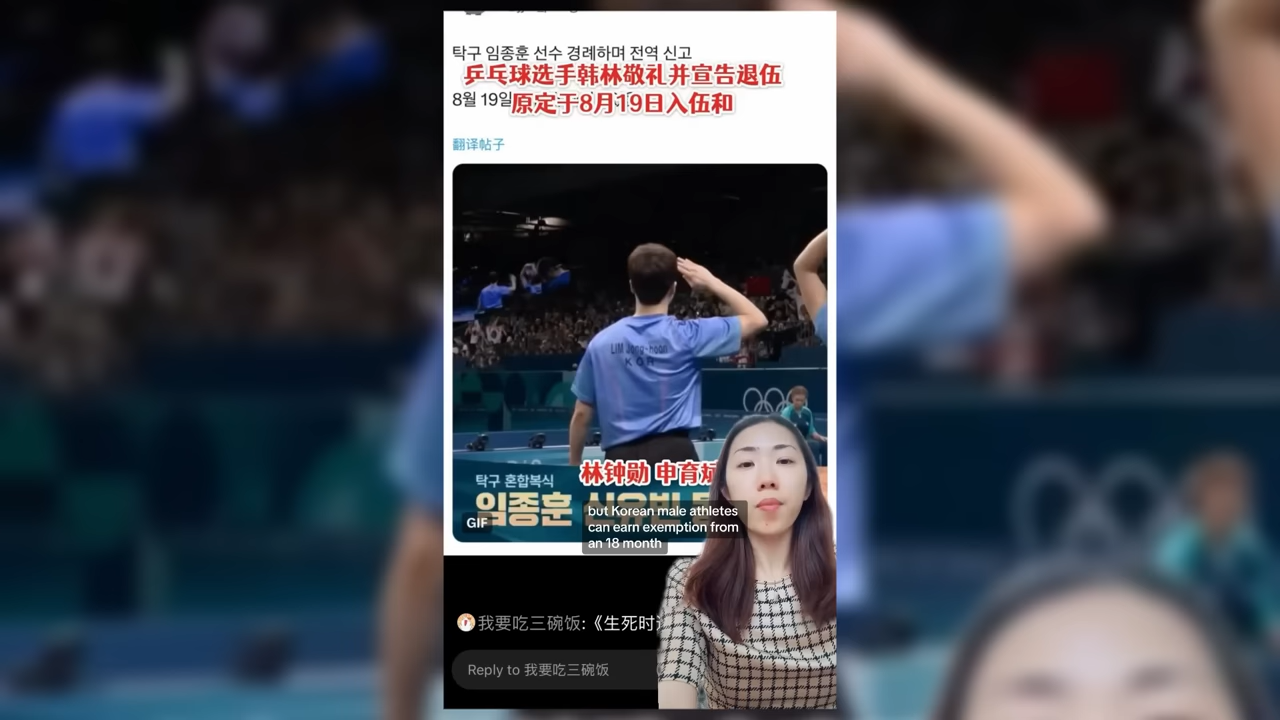 탁구 임종훈 선수 경례하며 전역 신고
乒乓球选手韩林敬礼并宣告退伍
8월 19일
原定于8月19日入伍和
翻译帖子
LIM Jong-hoon
KOR
탁구 혼합복식
林钟勋 申育
임종훈
GIF
but Korean male athletes
can earn exemption from
an 18 month
我要吃三碗饭:《生死时
Reply to 我要吃三碗饭